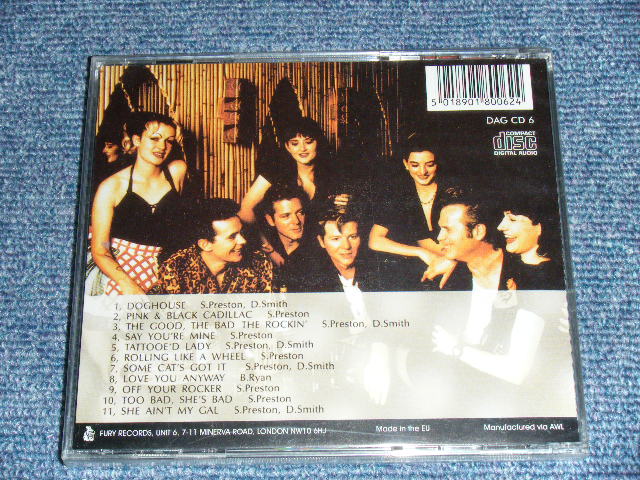 5 018901 800624
DAG CD 6
COMPACT
disc
DIGITAL AUDIO
1, DOGHOUSE S.Preston, D.Smith
2, PINK & BLACK CADILLAC S.Preston
3, THE GOOD, THE BAD THE ROCKIN' S.Preston, D.Smith
4, SAY YOU'RE MINE S.Preston
5, TATTOOE'D LADY S.Preston, D.Smith
6, ROLLING LIKE A WHEEL S.Preston
7, SOME CAT'S GOT IT S.Preston, D.Smith
8, LOVE YOU ANYWAY B.Ryan
9, OFF YOUR ROCKER S.Preston
10, TOO BAD, SHE'S BAD S.Preston
11, SHE AIN'T MY GAL S.Preston, D.Smith
FURY RECORDS, UNIT 6, 7-11 MINERVA ROAD, LONDON NW10 6HJ Made in the EU Manufactured via AWL